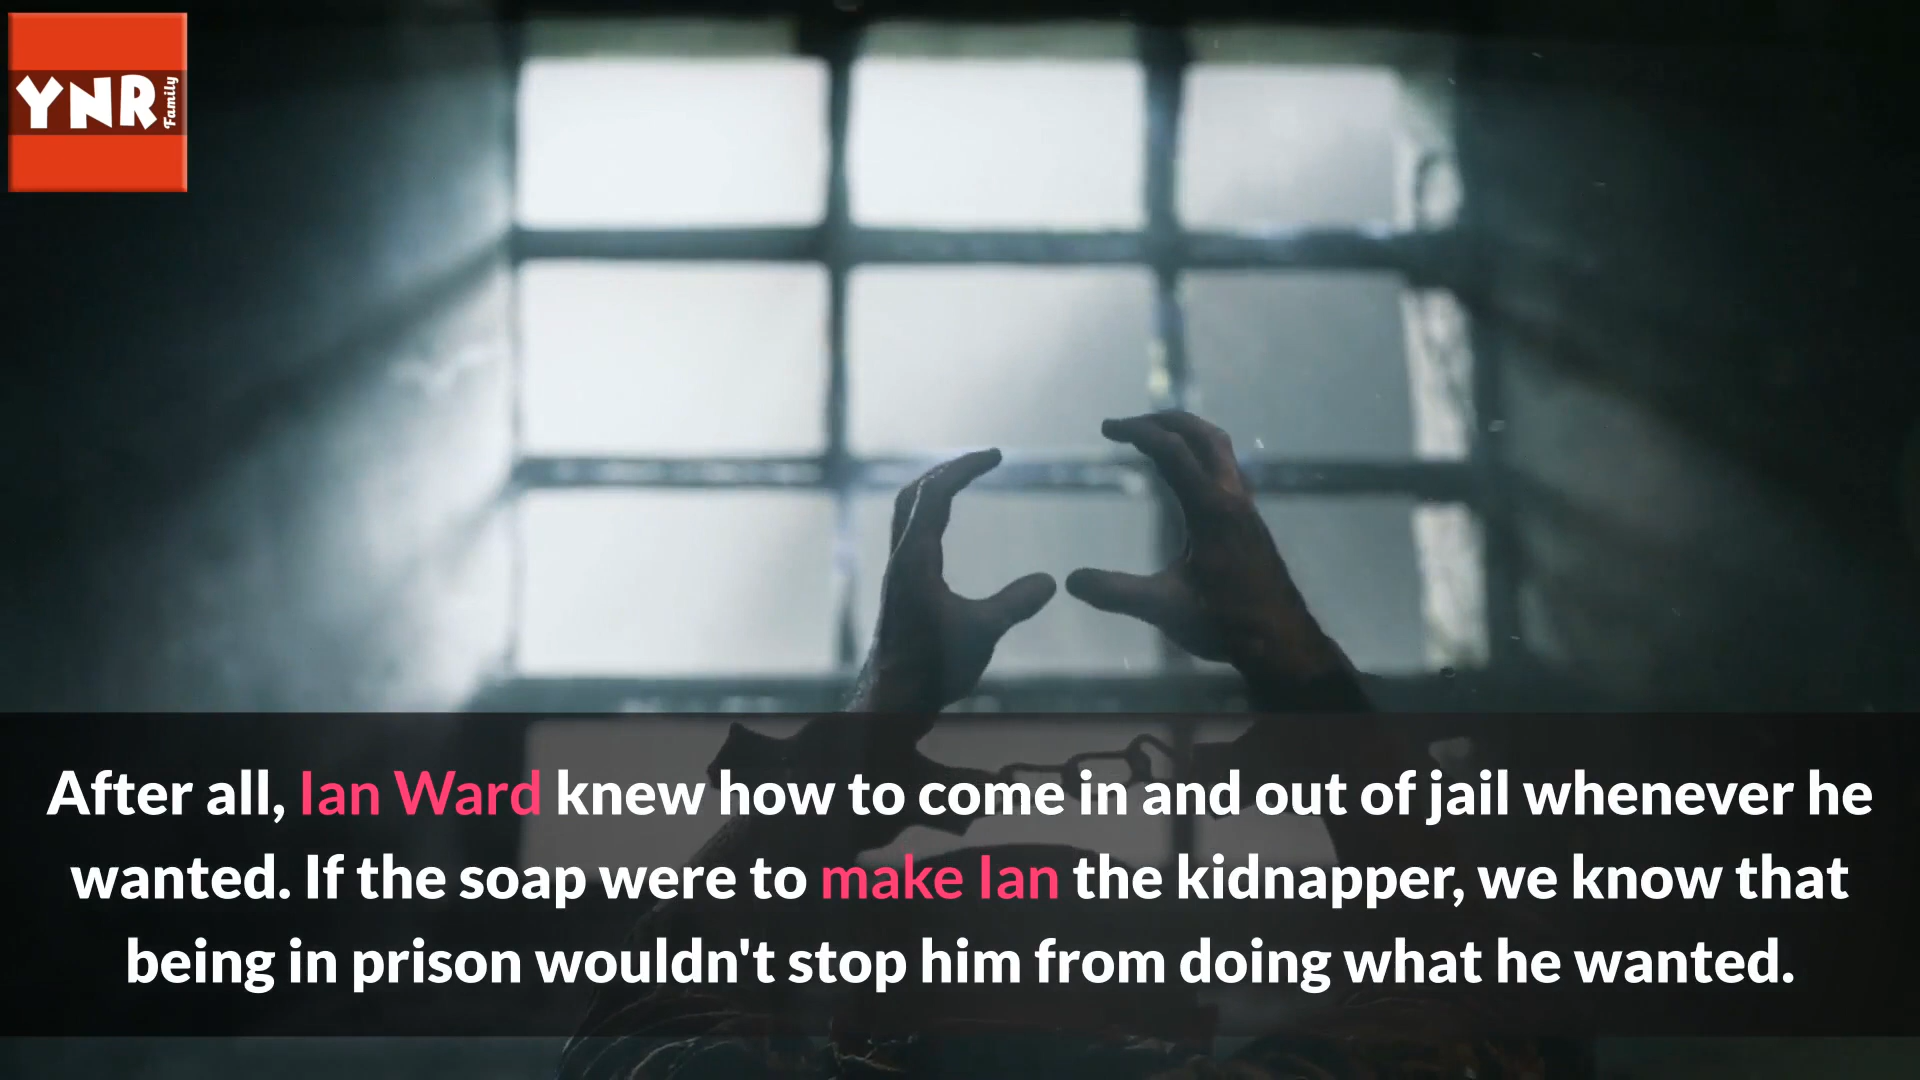 YNR
Family
After all, Ian Ward knew how to come in and out of jail whenever he
wanted. If the soap were to make Ian the kidnapper, we know that
being in prison wouldn't stop him from doing what he wanted.